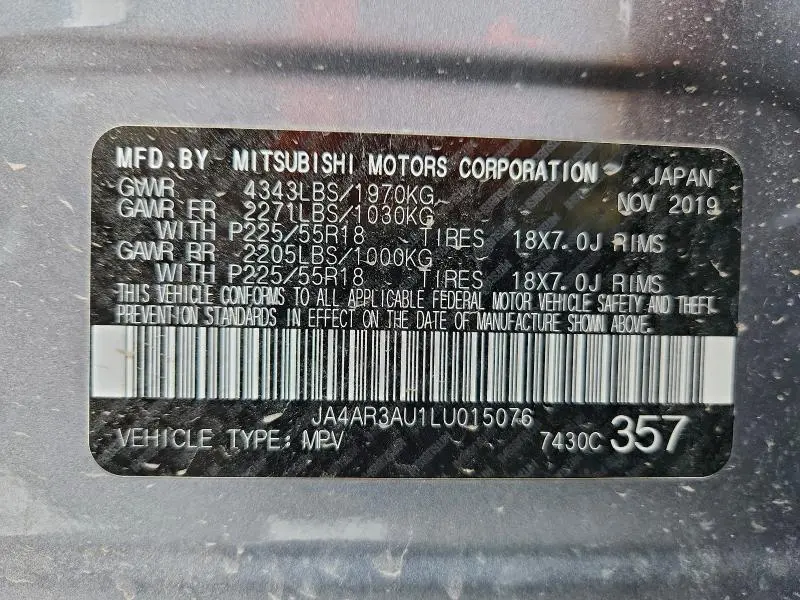 MFD.BY MITSUBISHI MOTORS CORPORATION JAPAN
GVWR 4343LBS/1970KG NOV 2019
GAWR FR 2271LBS/1030KG
WITH P225/55R18 TIRES 18X7.0J RIMS
GAWR RR 2205LBS/1000KG
WITH P225/55R18 TIRES 18X7.0J RIMS
THIS VEHICLE CONFORMS TO ALL APPLICABLE FEDERAL MOTOR VEHICLE SAFETY AND THEFT
PREVENTION STANDARDS IN EFFECT ON THE DATE OF MANUFACTURE SHOWN ABOVE.
JA4AR3AU1LU015076
VEHICLE TYPE: MPV 7430C 357